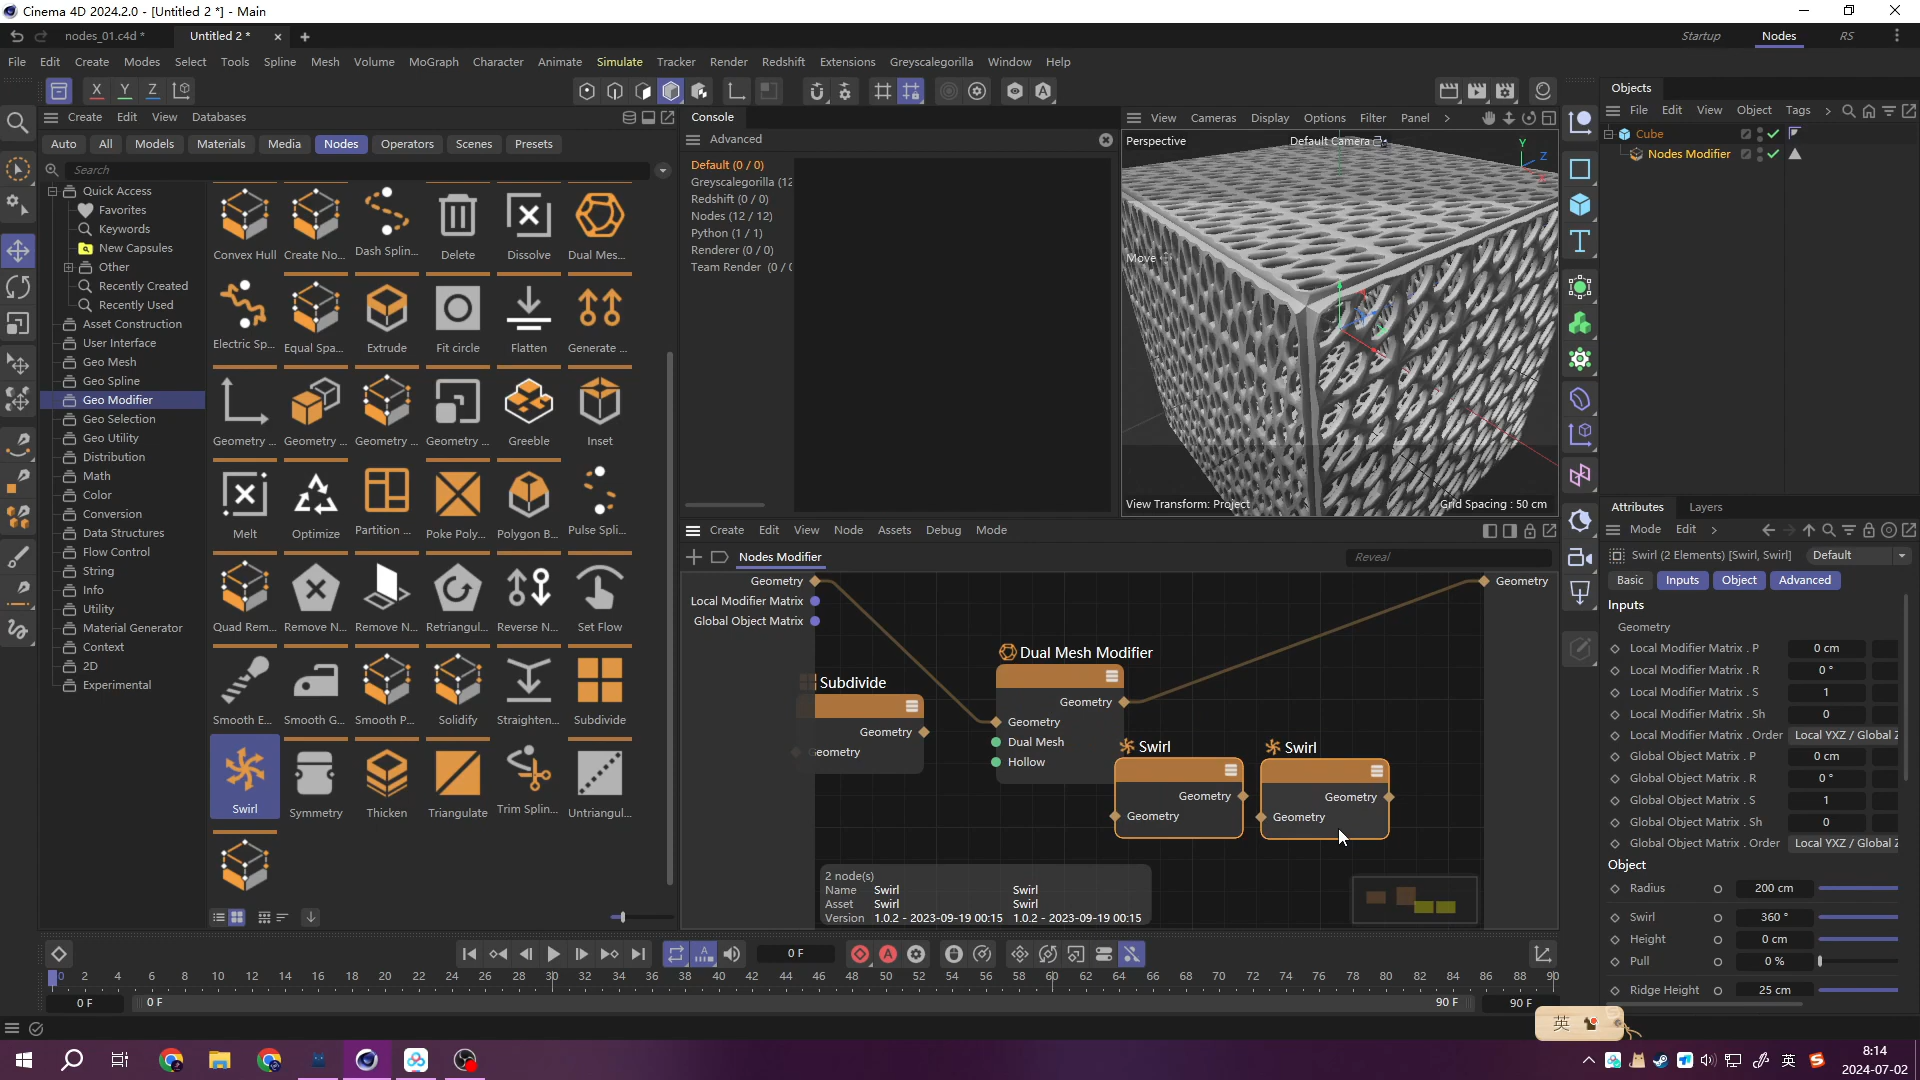 Cinema 4D 2024.2.0 - [Untitled 2 *] - Main
nodes_01.c4d *
Untitled 2 *
Startup
Nodes
RS
File Edit Create Modes Select Tools Spline Mesh Volume MoGraph Character Animate Simulate Tracker Render Redshift Extensions Greyscalegorilla Window Help
X Y Z
Create Edit View Databases
Auto All Models Materials Media Nodes Operators Scenes Presets
Search
Quick Access
Favorites
Keywords
New Capsules
Other
Recently Created
Recently Used
Asset Construction
User Interface
Geo Mesh
Geo Spline
Geo Modifier
Geo Selection
Geo Utility
Distribution
Math
Color
Conversion
Data Structures
Flow Control
String
Info
Utility
Material Generator
Context
2D
Experimental
Convex Hull Create No... Dash Splin... Delete Dissolve Dual Mes...
Electric Sp... Equal Spa... Extrude Fit circle Flatten Generate ...
Geometry ... Geometry ... Geometry ... Geometry ... Greeble Inset
Melt Optimize Partition ... Poke Poly... Polygon B... Pulse Spli...
Quad Rem... Remove N... Remove N... Retriangul... Reverse N... Set Flow
Smooth E... Smooth G... Smooth P... Solidify Straighten... Subdivide
Swirl Symmetry Thicken Triangulate Trim Splin... Untriangul...
Console
Advanced
Default (0 / 0)
Greyscalegorilla (12
Redshift (0 / 0)
Nodes (12 / 12)
Python (1 / 1)
Renderer (0 / 0)
Team Render (0 / 0
View Cameras Display Options Filter Panel
Perspective
Default Camera
Y
Z
Move
View Transform: Project
Grid Spacing : 50 cm
Create Edit View Node Assets Debug Mode
Nodes Modifier
Reveal
Geometry
Local Modifier Matrix
Global Object Matrix
Geometry
Subdivide
Geometry
Geometry
Dual Mesh Modifier
Geometry
Geometry
Dual Mesh
Hollow
Swirl
Geometry
Geometry
Swirl
Geometry
Geometry
2 node(s)
Name Swirl Swirl
Asset Swirl Swirl
Version 1.0.2 - 2023-09-19 00:15 1.0.2 - 2023-09-19 00:15
Objects
File Edit View Object Tags
Cube
Nodes Modifier
Attributes
Layers
Mode Edit
Swirl (2 Elements) [Swirl, Swirl]
Default
Basic Inputs Object Advanced
Inputs
Geometry
Local Modifier Matrix . P 0 cm
Local Modifier Matrix . R 0 °
Local Modifier Matrix . S 1
Local Modifier Matrix . Sh 0
Local Modifier Matrix . Order Local YXZ / Global Z
Global Object Matrix . P 0 cm
Global Object Matrix . R 0 °
Global Object Matrix . S 1
Global Object Matrix . Sh 0
Global Object Matrix . Order Local YXZ / Global Z
Object
Radius 200 cm
Swirl 360 °
Height 0 cm
Pull 0 %
Ridge Height 25 cm
0 F
0 2 4 6 8 10 12 14 16 18 20 22 24 26 28 30 32 34 36 38 40 42 44 46 48 50 52 54 56 58 60 62 64 66 68 70 72 74 76 78 80 82 84 86 88 90
0 F
0 F
90 F
90 F
英
英
8:14
2024-07-02